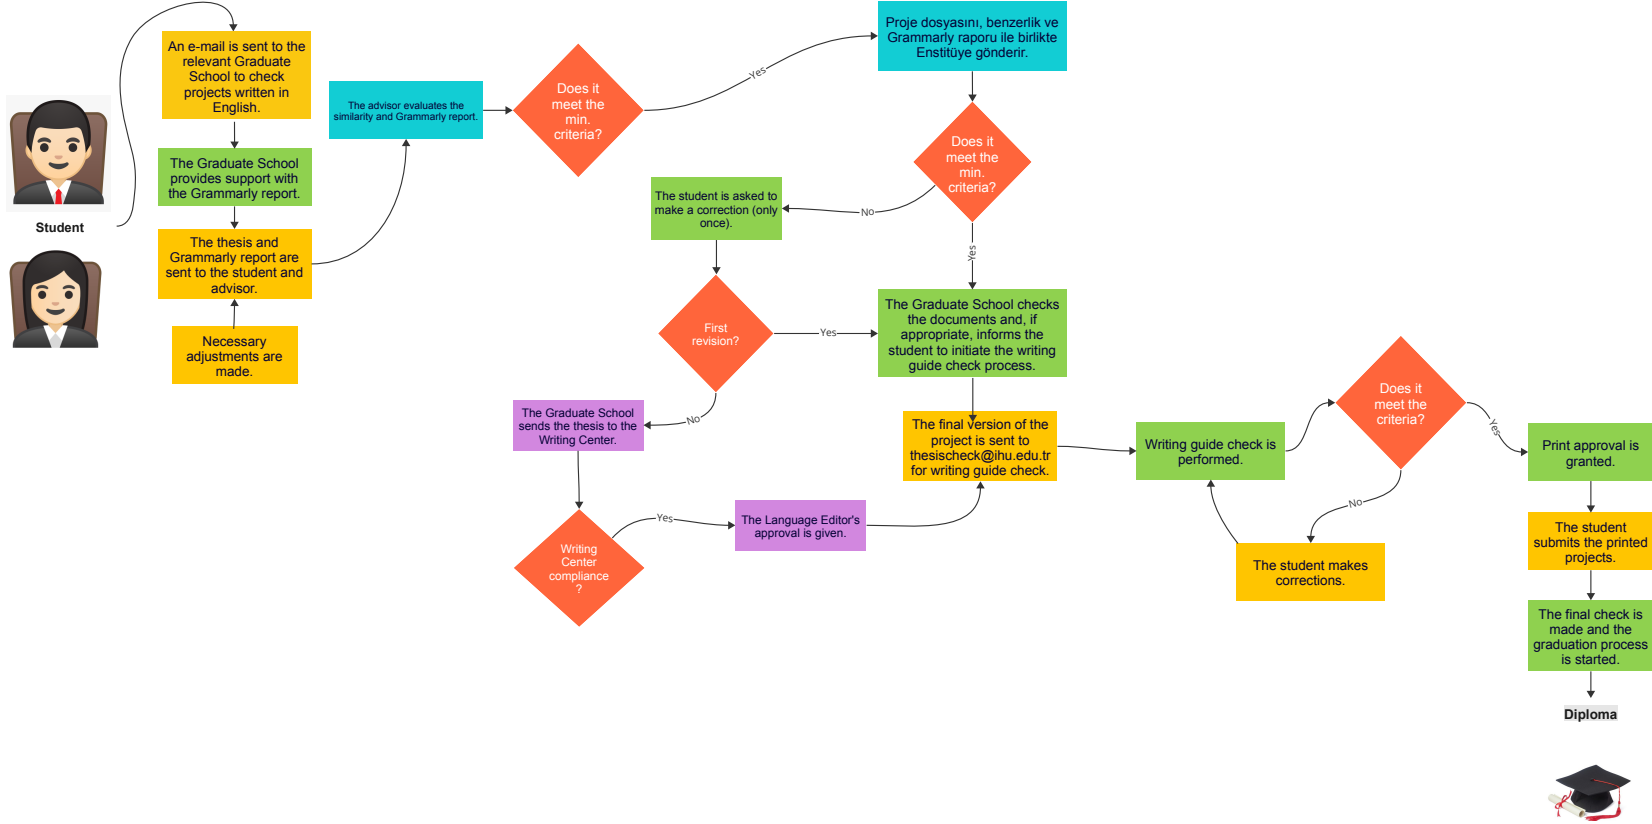 An e-mail is sent to the
relevant Graduate
School to check
projects written in
English.
The Graduate School
provides support with
the Grammarly report.
The thesis and
Grammarly report are
sent to the student and
advisor.
Necessary
adjustments are
made.
Student
The advisor evaluates the
similarity and Grammarly report.
Does it
meet the
min.
criteria?
Yes
Proje dosyasını, benzerlik ve
Grammarly raporu ile birlikte
Enstitüye gönderir.
Does it
meet the
min.
criteria?
No
Yes
The student is asked to
make a correction (only
once).
First
revision?
Yes
No
The Graduate School checks
the documents and, if
appropriate, informs the
student to initiate the writing
guide check process.
The Graduate School
sends the thesis to the
Writing Center.
Writing
Center
compliance
?
Yes
The Language Editor's
approval is given.
The final version of the
project is sent to
thesischeck@ihu.edu.tr
for writing guide check.
Writing guide check is
performed.
Does it
meet the
criteria?
Yes
No
The student makes
corrections.
Print approval is
granted.
The student
submits the printed
projects.
The final check is
made and the
graduation process
is started.
Diploma